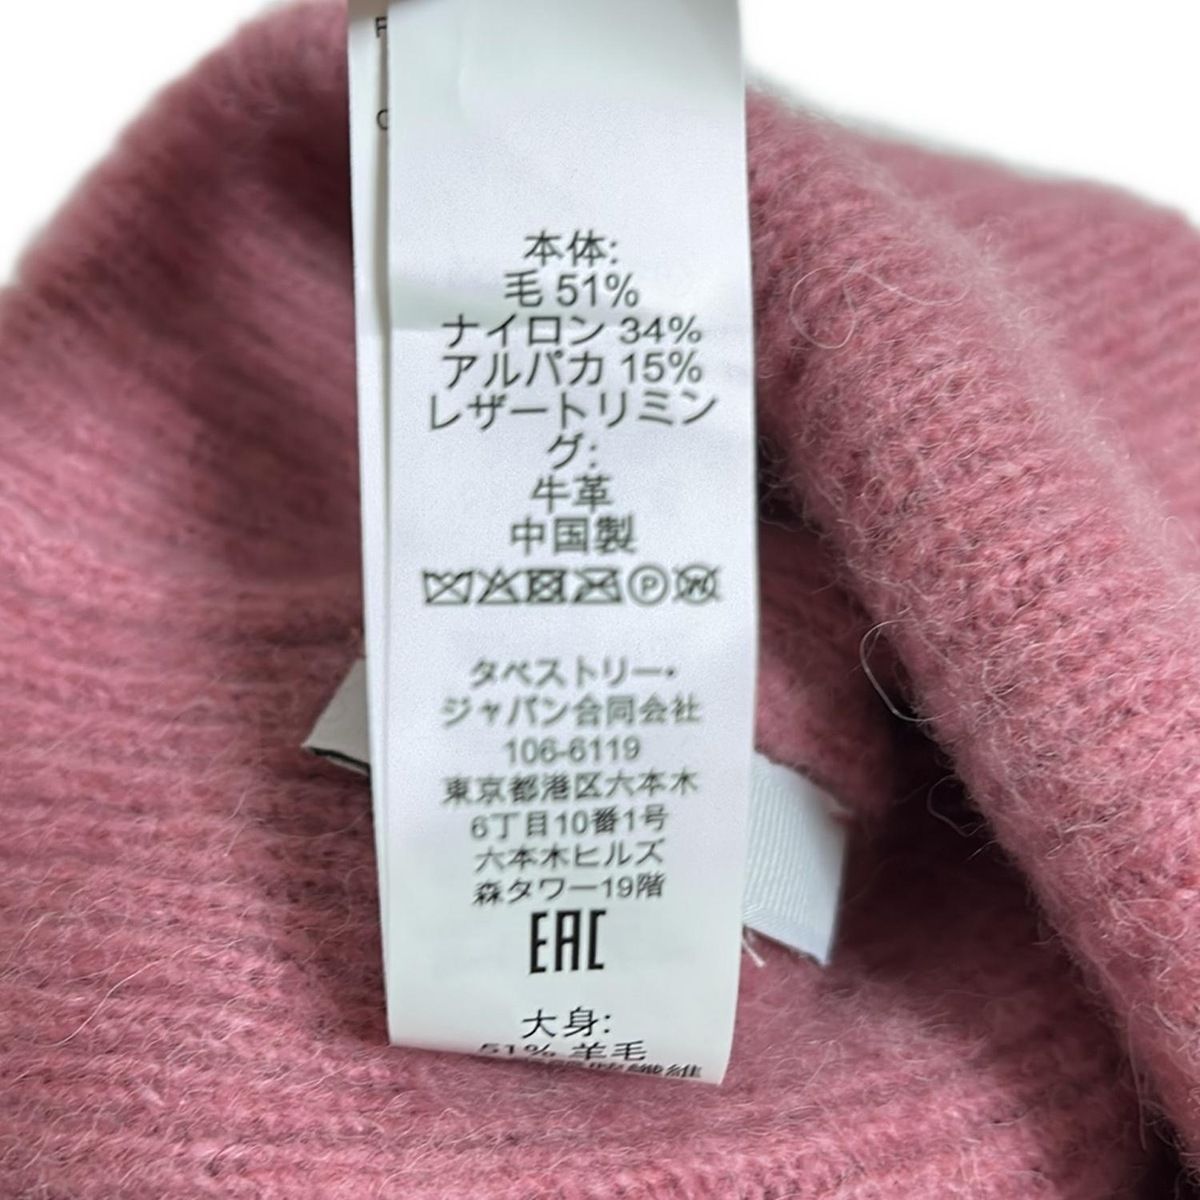 本体:
毛 51%
ナイロン 34%
アルパカ 15%
レザートリミン
グ:
牛革
中国製
P W
タペストリー・
ジャパン合同会社
106-6119
東京都港区六本木
6丁目10番1号
六本木ヒルズ
森タワー19階
EAC
大身:
51% 羊毛